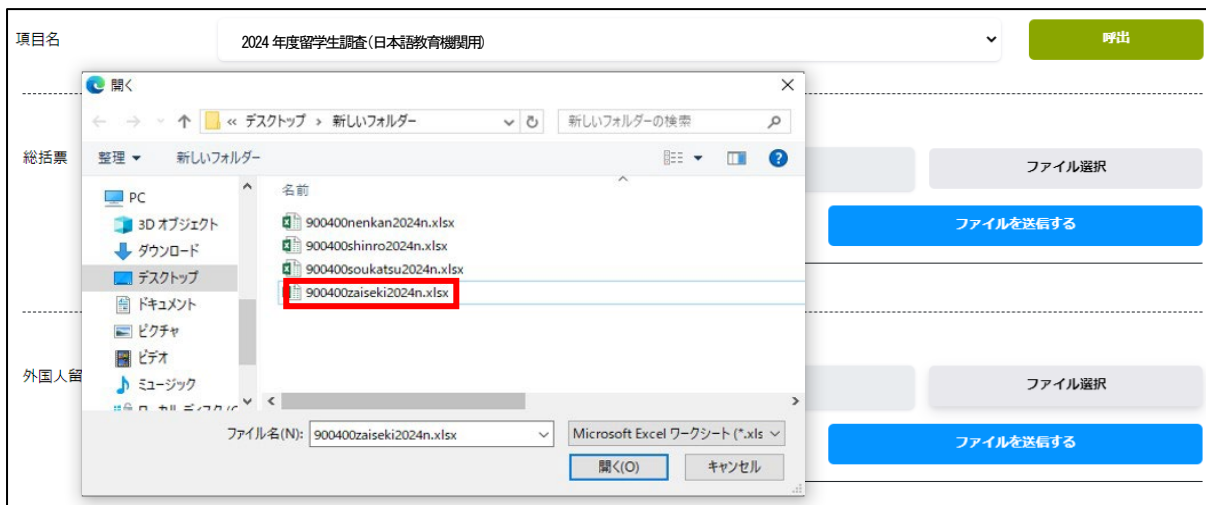 項目名
2024 年度留学生調査(日本語教育機関用)
呼出
開く
« デスクトップ › 新しいフォルダー
新しいフォルダーの検索
総括票
整理 新しいフォルダー
ファイル選択
PC
名前
3D オブジェクト
900400nenkan2024n.xlsx
ファイルを送信する
ダウンロード
900400shinro2024n.xlsx
デスクトップ
900400soukatsu2024n.xlsx
ドキュメント
900400zaiseki2024n.xlsx
ピクチャ
ビデオ
外国人留
ミュージック
ファイル選択
ファイル名(N): 900400zaiseki2024n.xlsx
Microsoft Excel ワークシート (*.xls
ファイルを送信する
開く(O)
キャンセル